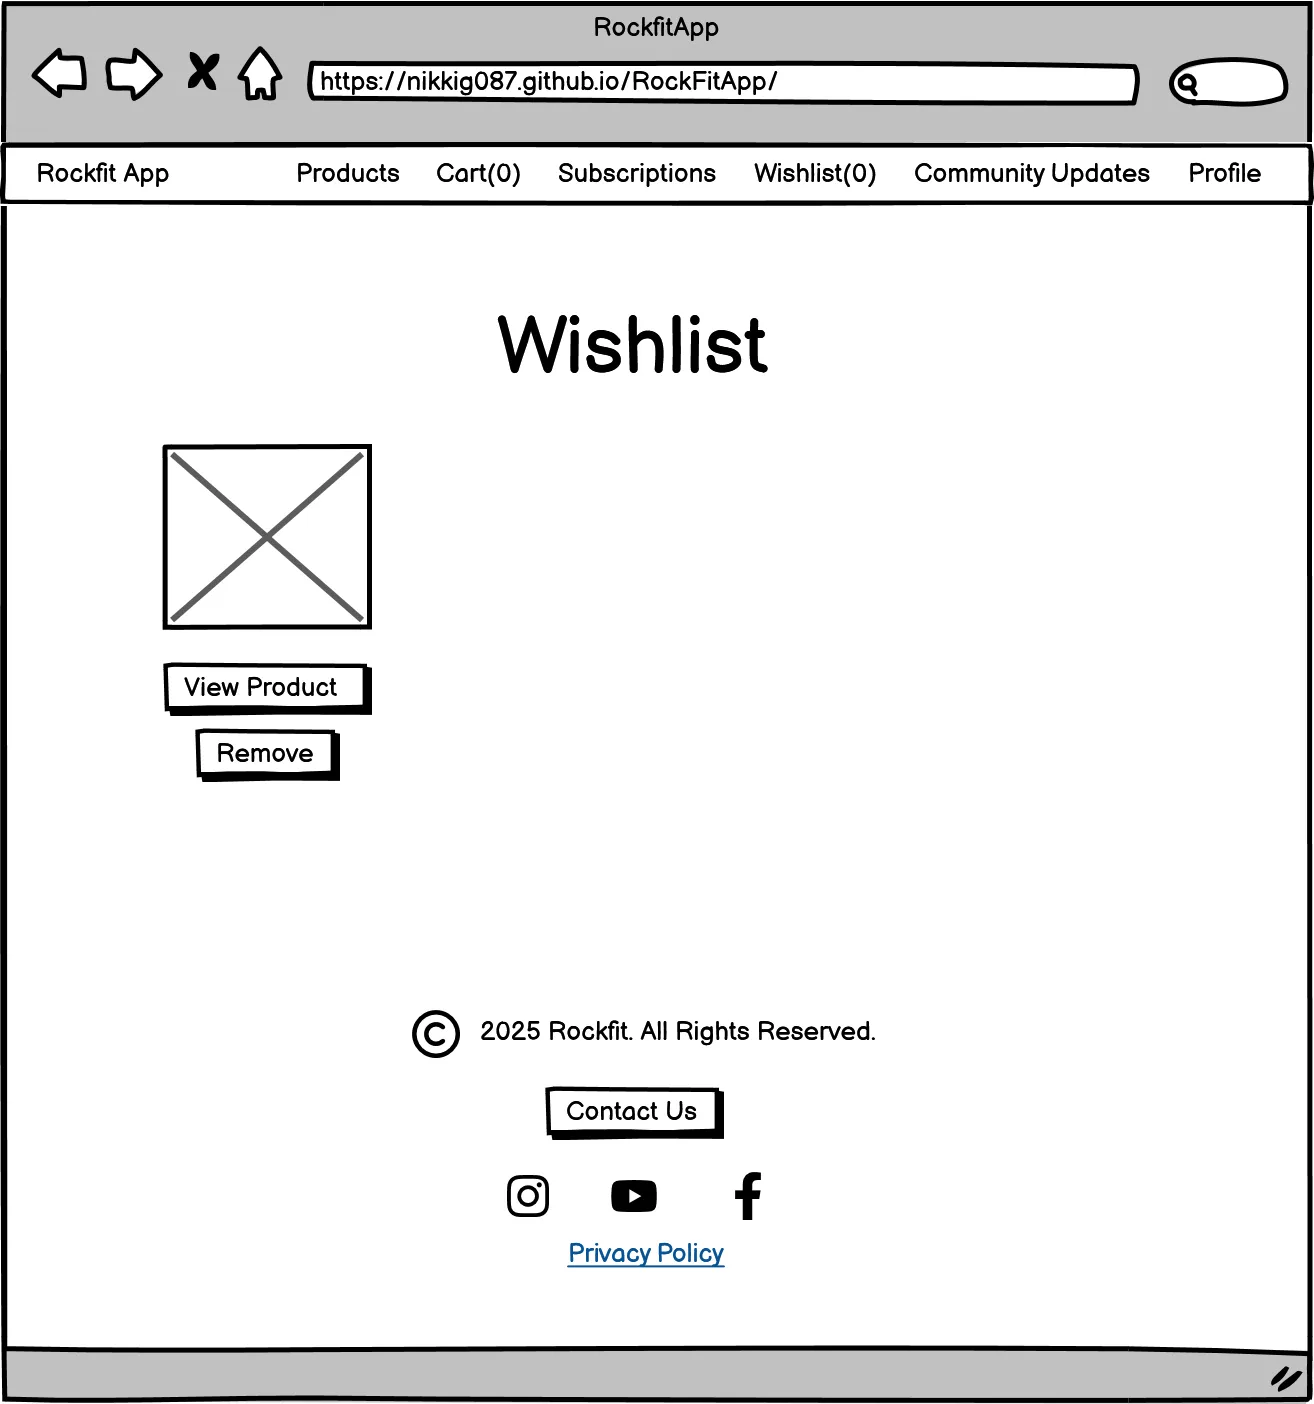 RockfitApp
https://nikkig087.github.io/RockFitApp/
Rockfit App Products Cart(0) Subscriptions Wishlist(0) Community Updates Profile
Wishlist
View Product
Remove
© 2025 Rockfit. All Rights Reserved.
Contact Us
Privacy Policy